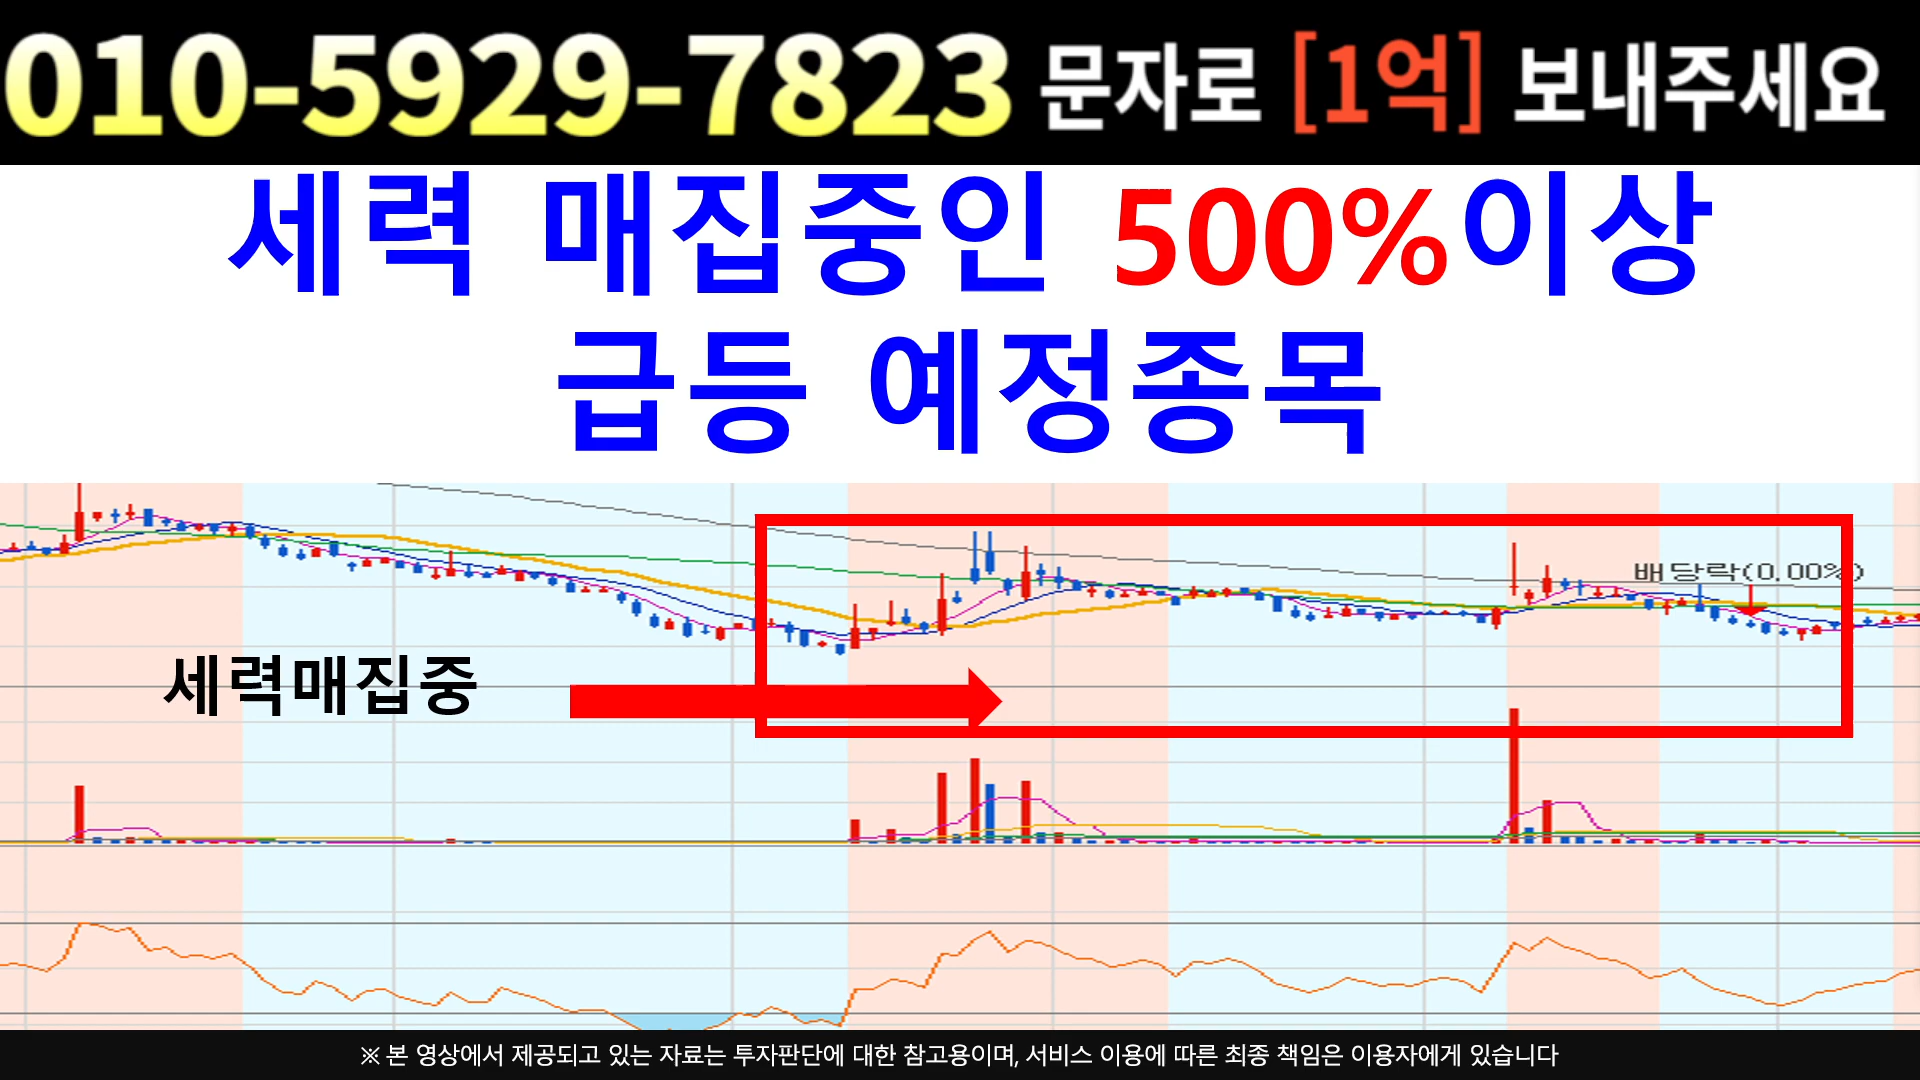 010-5929-7823 문자로 [1억] 보내주세요
세력 매집중인 500%이상
급등 예정종목
배당락(0.00%)
세력매집중
※ 본 영상에서 제공되고 있는 자료는 투자판단에 대한 참고용이며, 서비스 이용에 따른 최종 책임은 이용자에게 있습니다